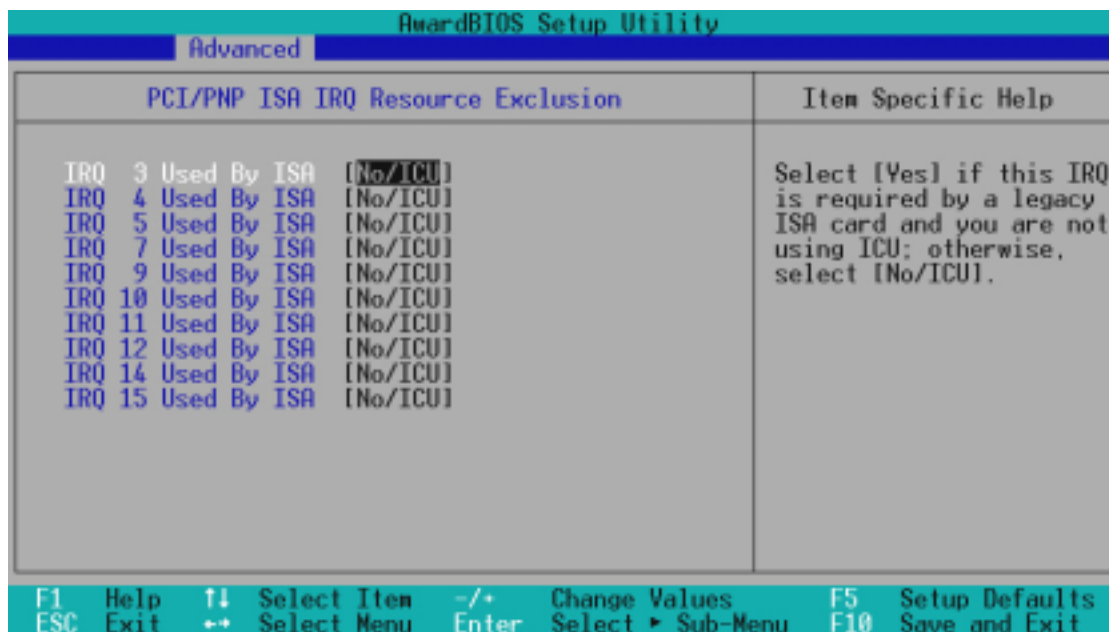 AwardBIOS Setup Utility
Advanced
PCI/PNP ISA IRQ Resource Exclusion
Item Specific Help
IRQ 3 Used By ISA [No/ICU]
IRQ 4 Used By ISA [No/ICU]
IRQ 5 Used By ISA [No/ICU]
IRQ 7 Used By ISA [No/ICU]
IRQ 9 Used By ISA [No/ICU]
IRQ 10 Used By ISA [No/ICU]
IRQ 11 Used By ISA [No/ICU]
IRQ 12 Used By ISA [No/ICU]
IRQ 14 Used By ISA [No/ICU]
IRQ 15 Used By ISA [No/ICU]
Select [Yes] if this IRQ
is required by a legacy
ISA card and you are not
using ICU; otherwise,
select [No/ICU].
F1 Help ↑↓ Select Item -/+ Change Values F5 Setup Defaults
ESC Exit ←→ Select Menu Enter Select ► Sub-Menu F10 Save and Exit